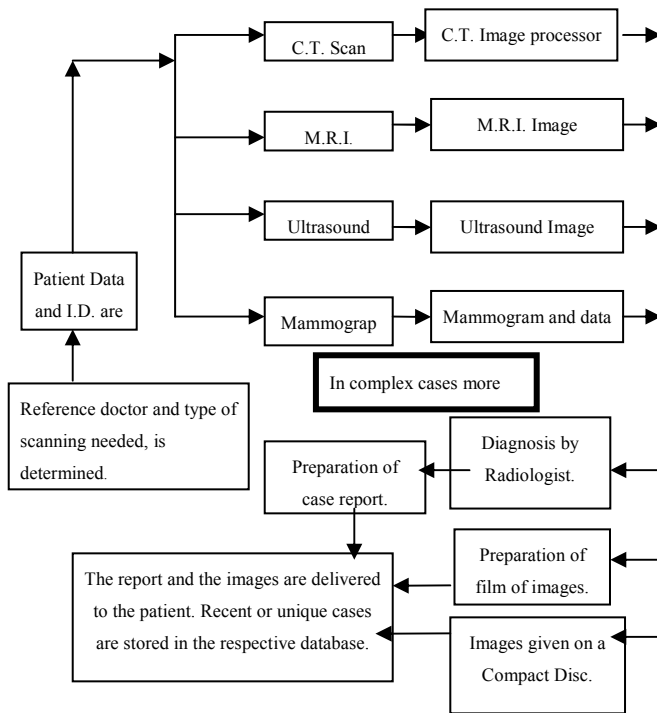 C.T. Scan
C.T. Image processor
M.R.I.
M.R.I. Image
Ultrasound
Ultrasound Image
Patient Data
and I.D. are
Mammograp
Mammogram and data
In complex cases more
Reference doctor and type of
scanning needed, is
determined.
Diagnosis by
Radiologist.
Preparation of
case report.
Preparation of
film of images.
The report and the images are delivered
to the patient. Recent or unique cases
are stored in the respective database.
Images given on a
Compact Disc.